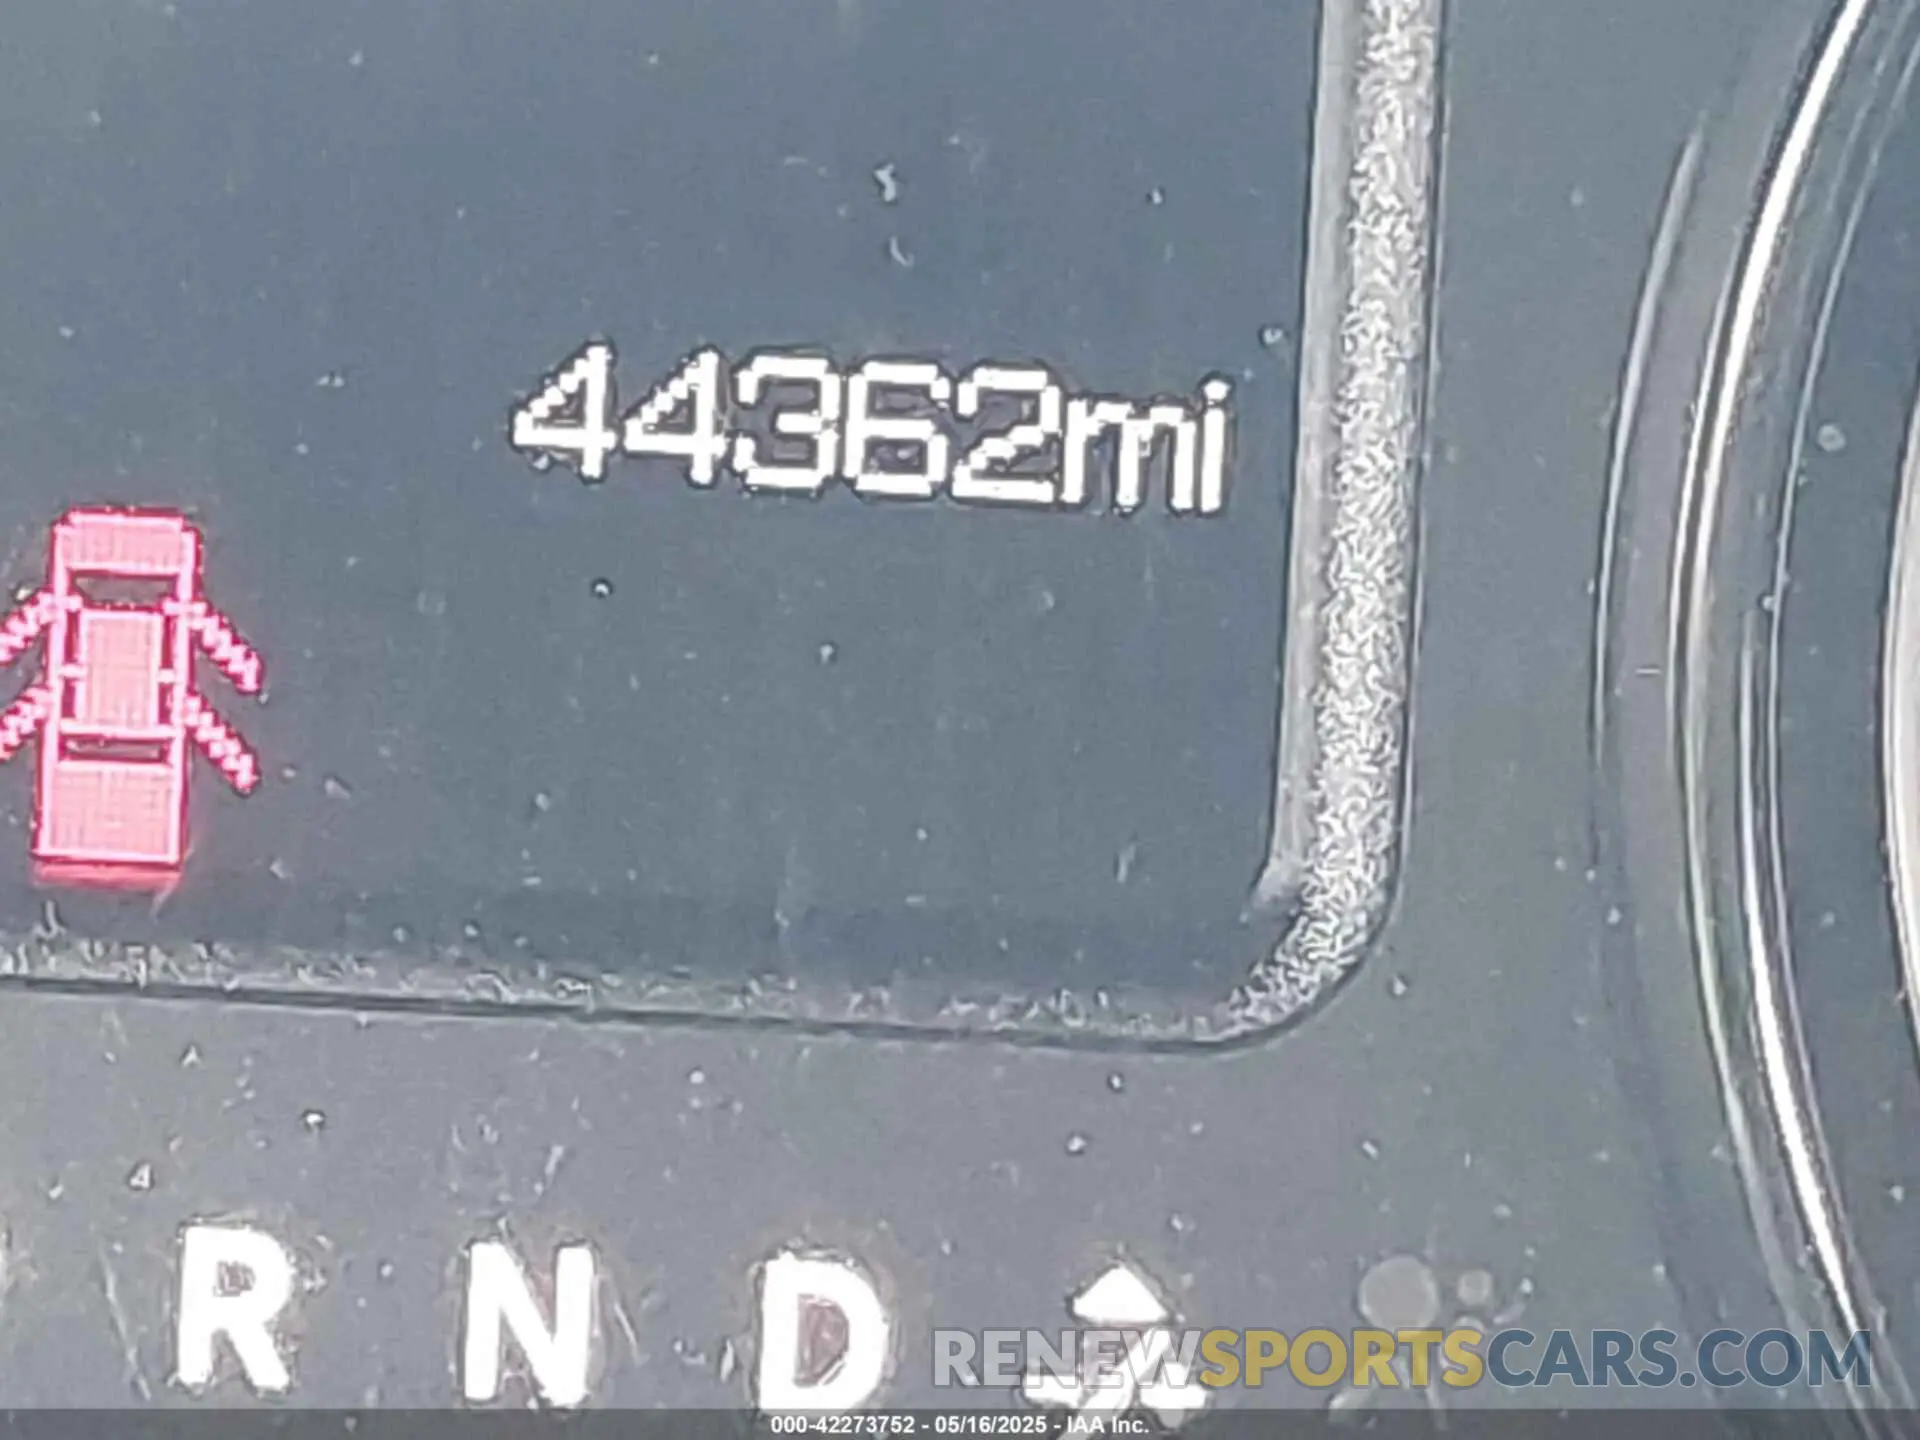 44362mi
R N D
RENEWSPORTSCARS.COM
000-42273752 - 05/16/2025 - IAA Inc.